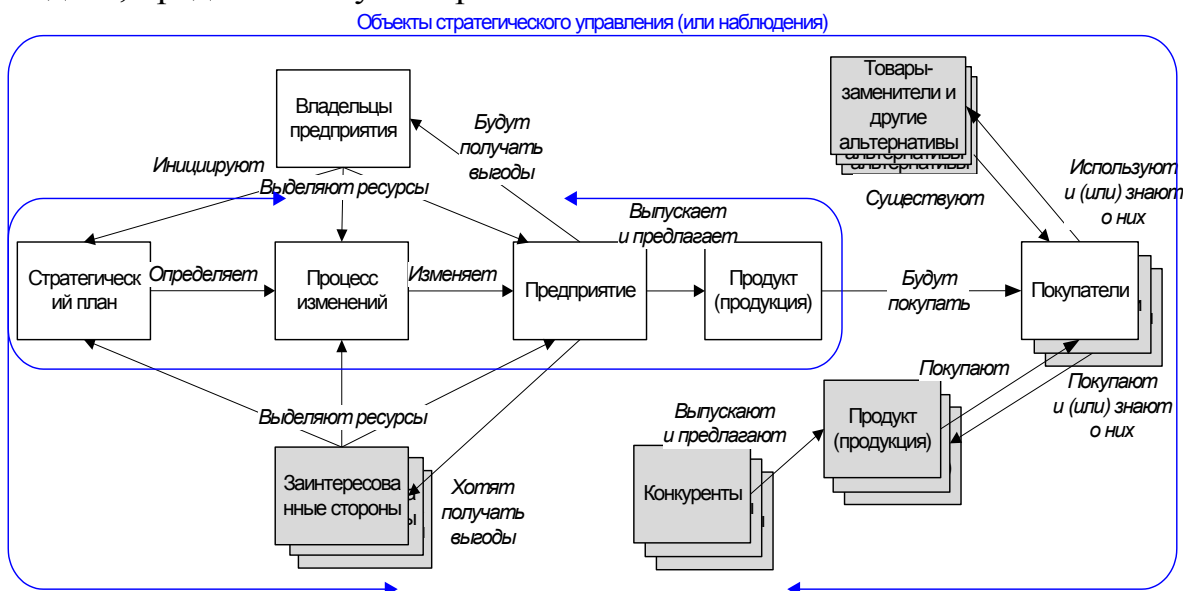 Объекты стратегического управления (или наблюдения)
Владельцы
предприятия
Будут
получать
выгоды
Товары-
заменители и
другие
альтернативы
альтернативы
альтернативы
Инициируют
Выделяют ресурсы
Существуют
Используют
и (или) знают
о них
Выпускает
и предлагает
Стратегическ
ий план
Определяет
Процесс
изменений
Изменяет
Предприятие
Продукт
(продукция)
Будут
покупать
Покупатели
Покупают
Покупают
и (или) знают
о них
Выделяют ресурсы
Выпускают
и предлагают
Продукт
(продукция)
Заинтересова
нные стороны
Хотят
получать
выгоды
Конкуренты